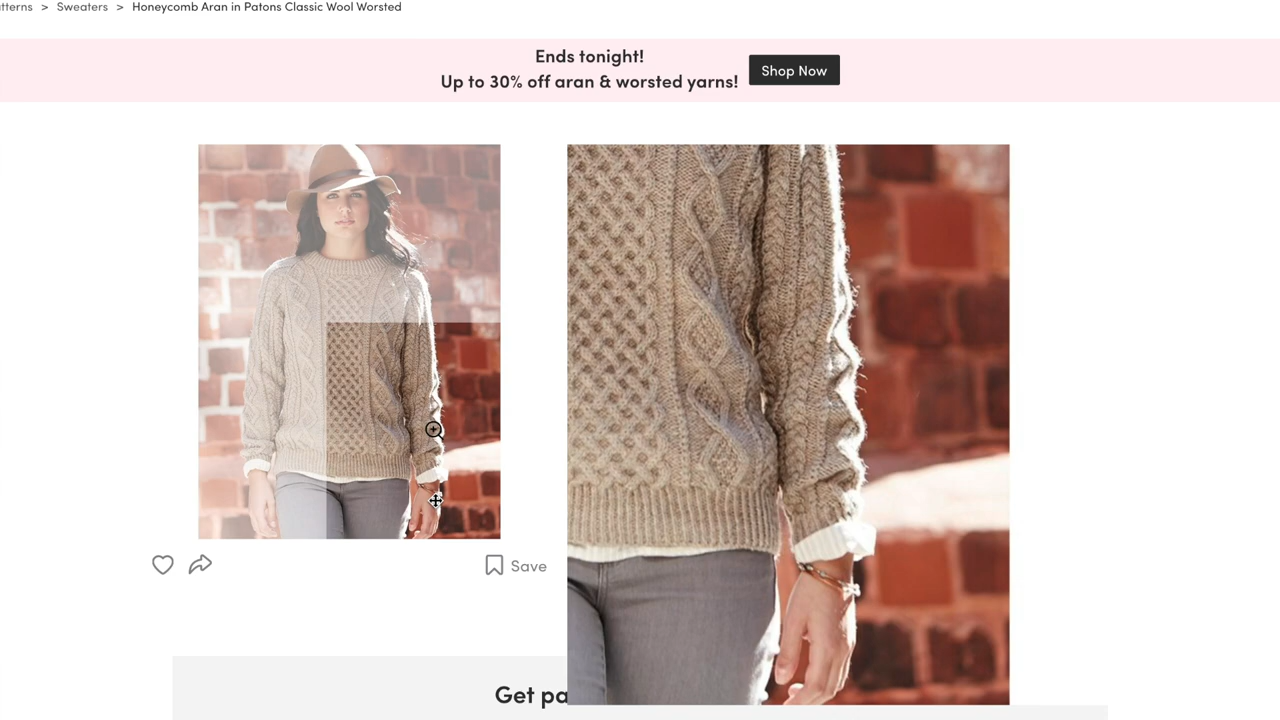 tterns > Sweaters > Honeycomb Aran in Patons Classic Wool Worsted
Ends tonight!
Up to 30% off aran & worsted yarns!
Shop Now
Save
Get pa